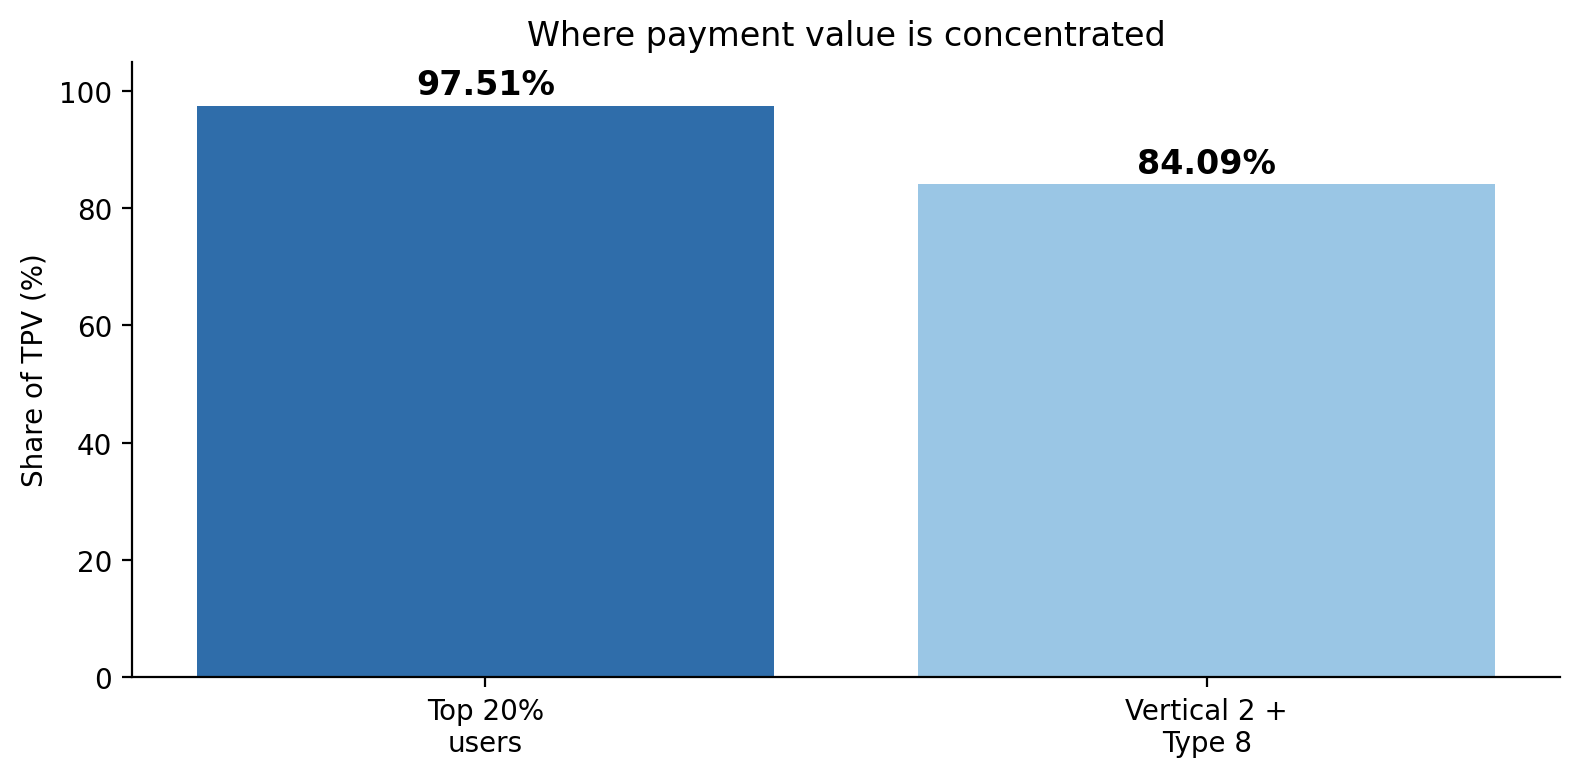 Where payment value is concentrated
97.51%
84.09%
Share of TPV (%)
100
80
60
40
20
0
Top 20%
users
Vertical 2 +
Type 8